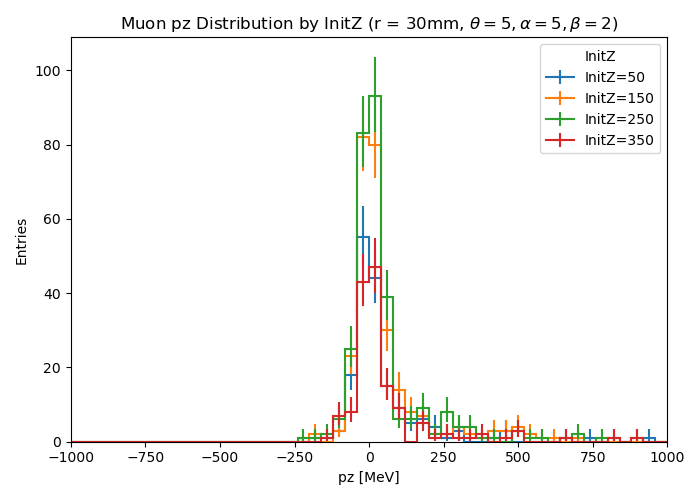 Muon pz Distribution by InitZ (r = 30mm, θ = 5, α = 5, β = 2)
InitZ
InitZ=50
InitZ=150
InitZ=250
InitZ=350
Entries
100
80
60
40
20
0
−1000 −750 −500 −250 0 250 500 750 1000
pz [MeV]